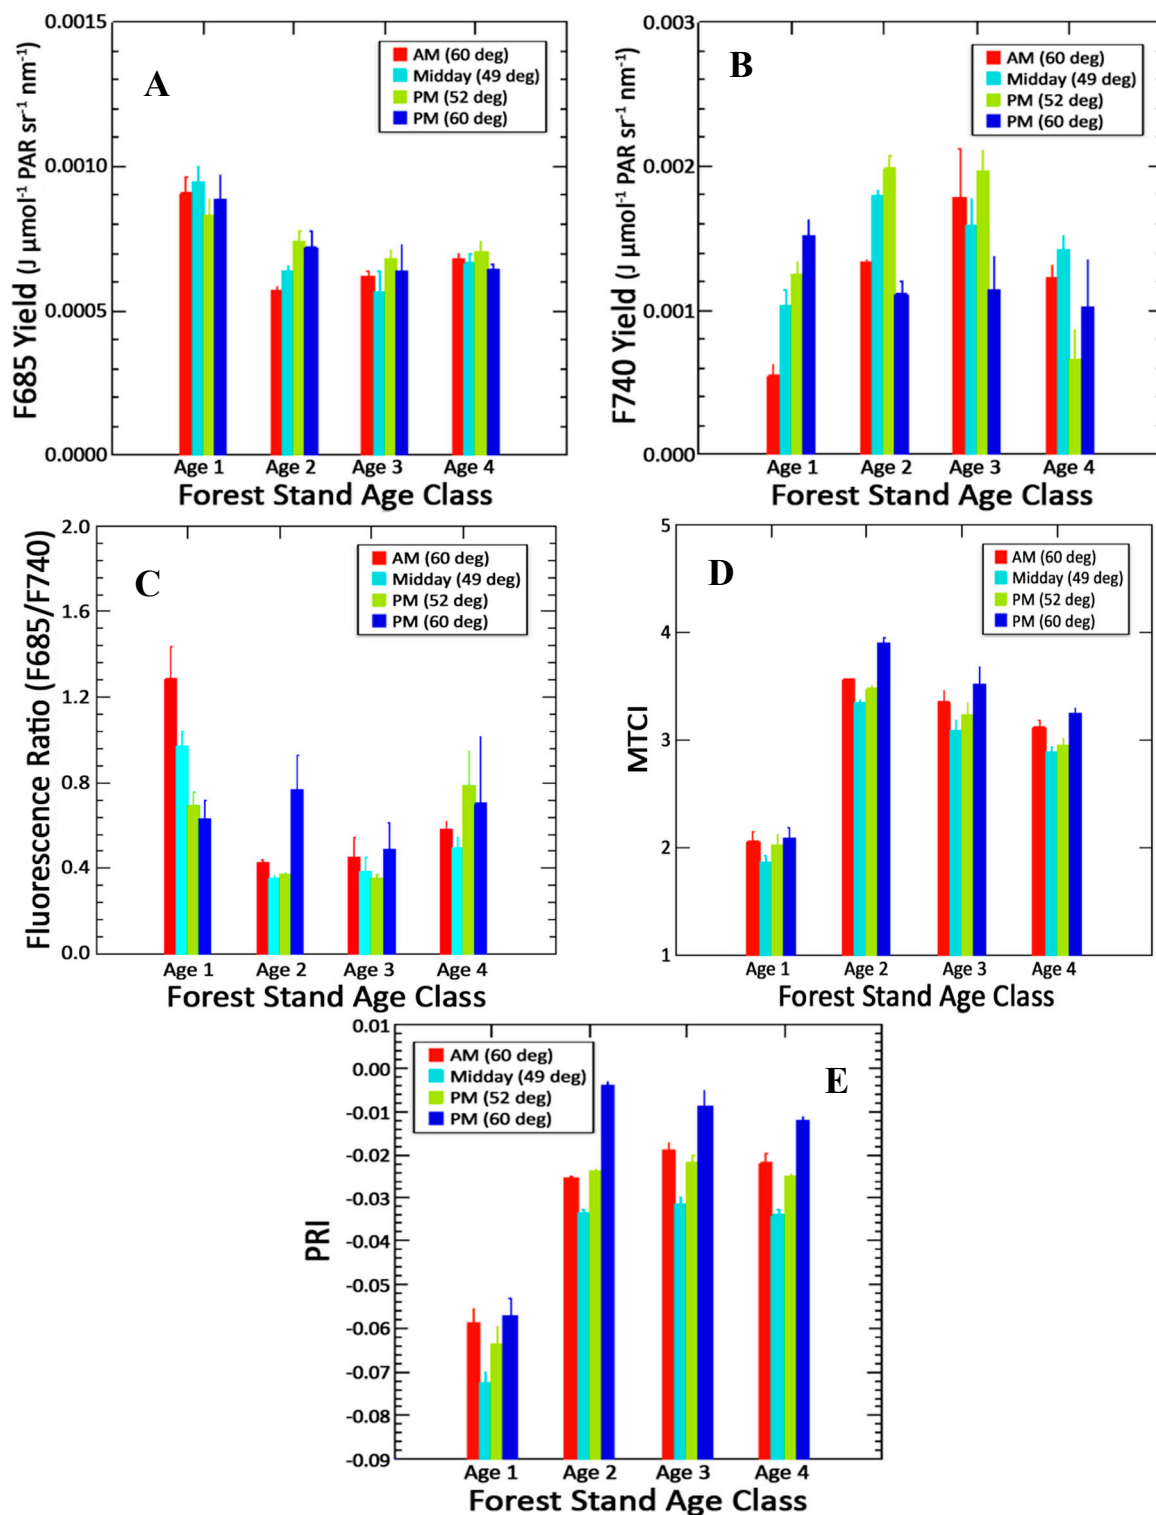 A
F685 Yield (J µmol⁻¹ PAR sr⁻¹ nm⁻¹)
0.0015
0.0010
0.0005
0.0000
AM (60 deg)
Midday (49 deg)
PM (52 deg)
PM (60 deg)
Age 1 Age 2 Age 3 Age 4
Forest Stand Age Class
B
F740 Yield (J µmol⁻¹ PAR sr⁻¹ nm⁻¹)
0.003
0.002
0.001
0.000
AM (60 deg)
Midday (49 deg)
PM (52 deg)
PM (60 deg)
Age 1 Age 2 Age 3 Age 4
Forest Stand Age Class
C
Fluorescence Ratio (F685/F740)
2.0
1.6
1.2
0.8
0.4
0.0
AM (60 deg)
Midday (49 deg)
PM (52 deg)
PM (60 deg)
Age 1 Age 2 Age 3 Age 4
Forest Stand Age Class
D
MTCI
5
4
3
2
1
AM (60 deg)
Midday (49 deg)
PM (52 deg)
PM (60 deg)
Age 1 Age 2 Age 3 Age 4
Forest Stand Age Class
E
PRI
0.01
0.00
-0.01
-0.02
-0.03
-0.04
-0.05
-0.06
-0.07
-0.08
-0.09
AM (60 deg)
Midday (49 deg)
PM (52 deg)
PM (60 deg)
Age 1 Age 2 Age 3 Age 4
Forest Stand Age Class